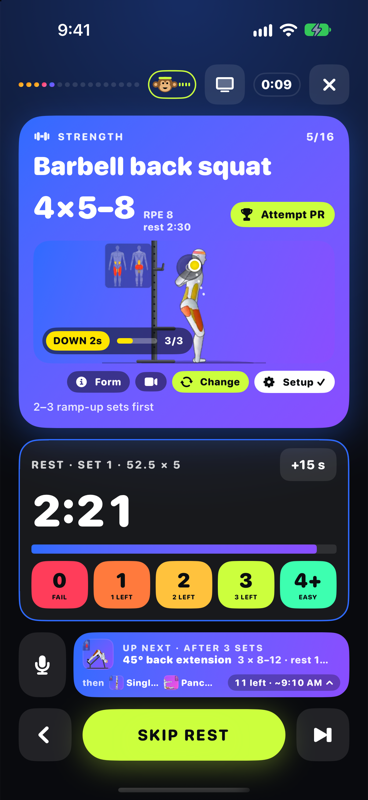 9:41
0:09
STRENGTH
5/16
Barbell back squat
4×5–8
RPE 8
rest 2:30
Attempt PR
DOWN 2s
3/3
Form
Change
Setup ✓
2–3 ramp-up sets first
REST · SET 1 · 52.5 × 5
+15 s
2:21
0
FAIL
1
1 LEFT
2
2 LEFT
3
3 LEFT
4+
EASY
UP NEXT · AFTER 3 SETS
45° back extension 3 × 8–12 · rest 1…
then Singl… Panc…
11 left · ~9:10 AM
SKIP REST